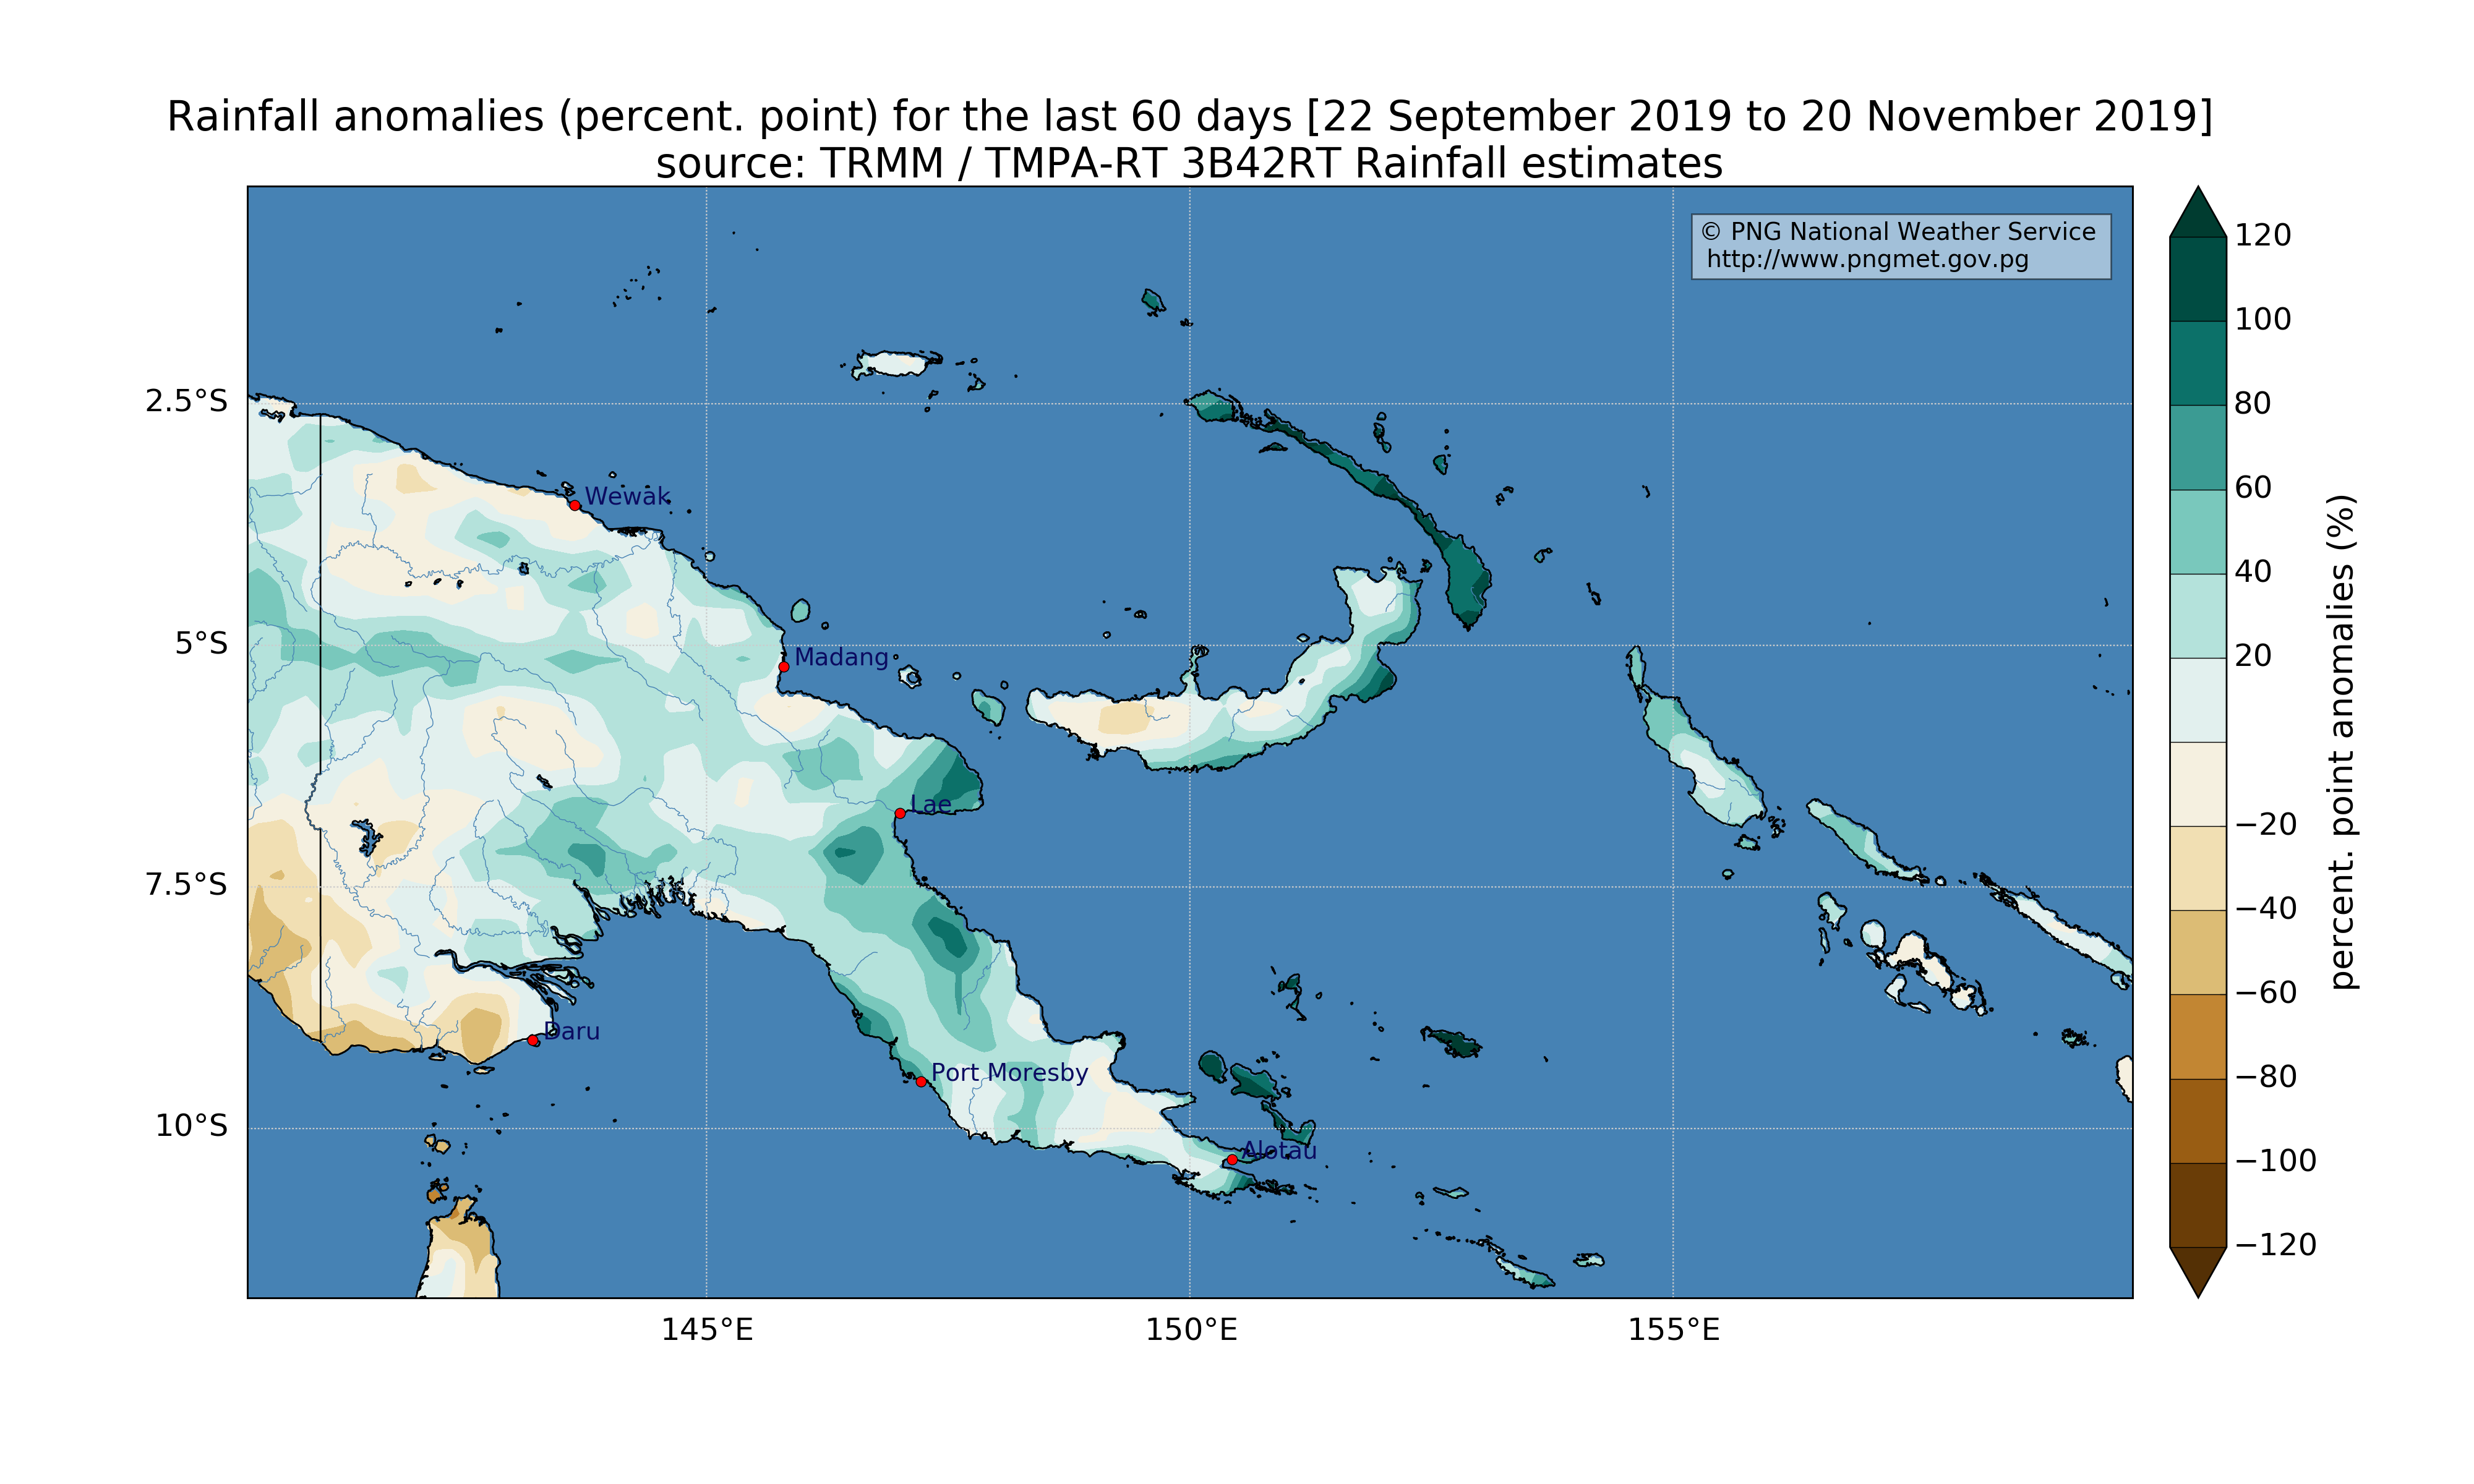 Rainfall anomalies (percent. point) for the last 60 days [22 September 2019 to 20 November 2019]
source: TRMM / TMPA-RT 3B42RT Rainfall estimates
© PNG National Weather Service
http://www.pngmet.gov.pg
2.5°S
5°S
7.5°S
10°S
Wewak
Madang
Lae
Daru
Port Moresby
Alotau
145°E
150°E
155°E
120
100
80
60
40
20
−20
−40
−60
−80
−100
−120
percent. point anomalies (%)